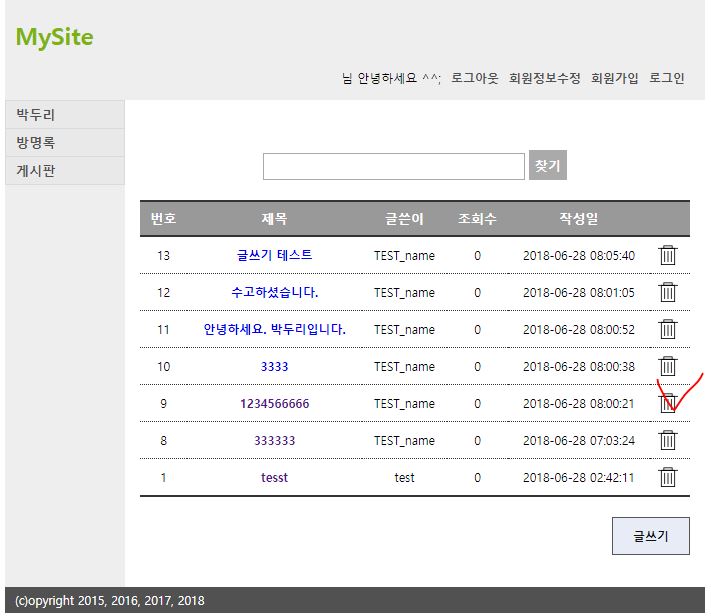 MySite
님 안녕하세요 ^^; 로그아웃 회원정보수정 회원가입 로그인
박두리
방명록
게시판
찾기
번호 제목 글쓴이 조회수 작성일
13 글쓰기 테스트 TEST_name 0 2018-06-28 08:05:40
12 수고하셨습니다. TEST_name 0 2018-06-28 08:01:05
11 안녕하세요. 박두리입니다. TEST_name 0 2018-06-28 08:00:52
10 3333 TEST_name 0 2018-06-28 08:00:38
9 1234566666 TEST_name 0 2018-06-28 08:00:21
8 333333 TEST_name 0 2018-06-28 07:03:24
1 tesst test 0 2018-06-28 02:42:11
글쓰기
(c)opyright 2015, 2016, 2017, 2018